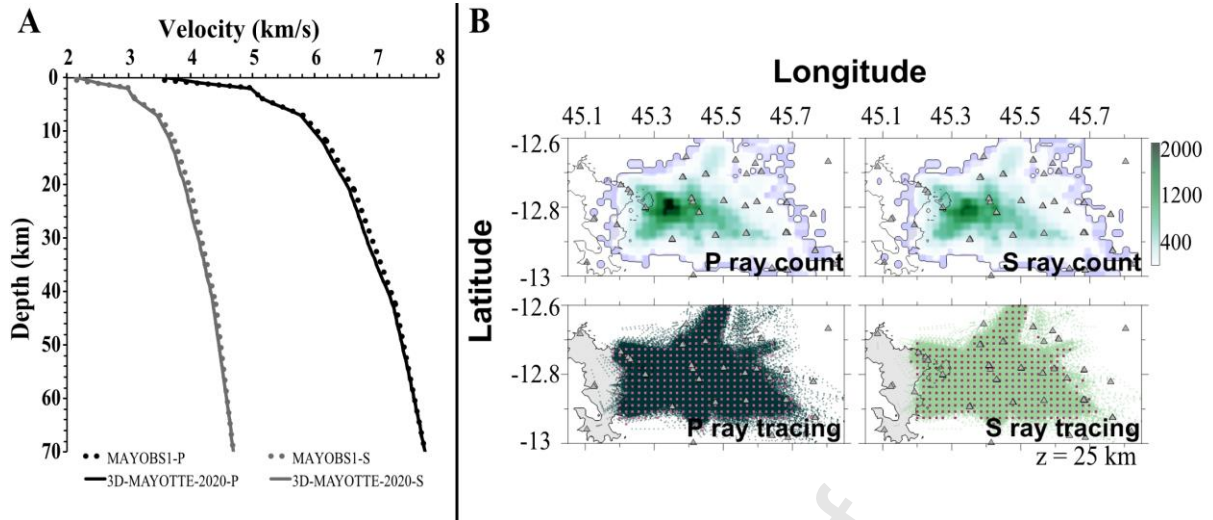 A
Velocity (km/s)
2 3 4 5 6 7 8
Depth (km)
0
10
20
30
40
50
60
70
MAYOBS1-P
MAYOBS1-S
3D-MAYOTTE-2020-P
3D-MAYOTTE-2020-S
B
Longitude
45.1 45.3 45.5 45.7
45.1 45.3 45.5 45.7
Latitude
-12.6
-12.8
-13
P ray count
S ray count
2000
1200
400
-12.6
-12.8
-13
P ray tracing
S ray tracing
z = 25 km
f